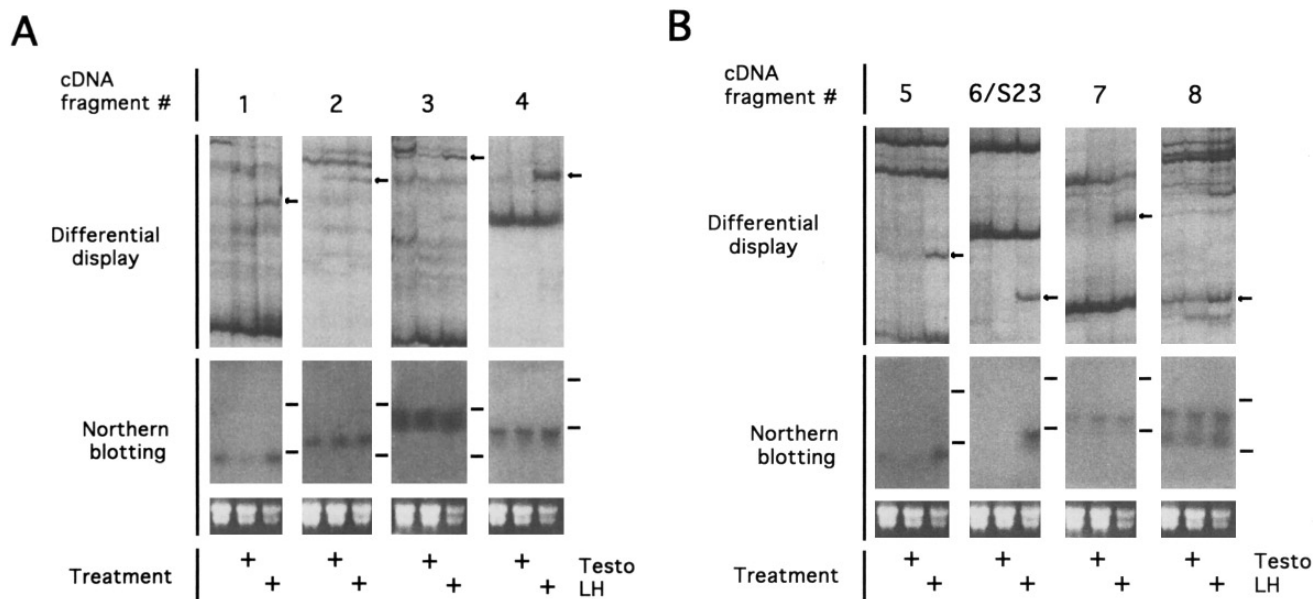 A
cDNA
fragment #
1 2 3 4
Differential
display
Northern
blotting
Treatment
+ + + + Testo
+ + + + LH
B
cDNA
fragment #
5 6/S23 7 8
Differential
display
Northern
blotting
Treatment
+ + + + Testo
+ + + + LH